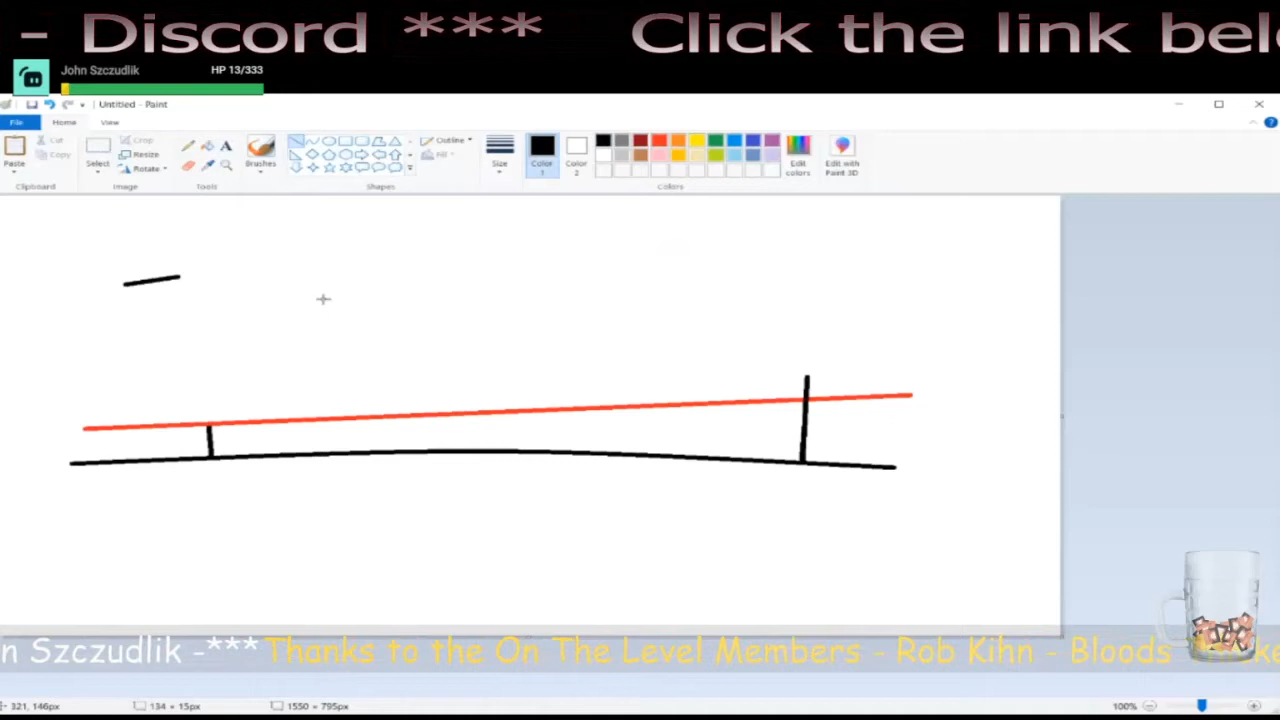 - Discord *** Click the link bel
John Szczudlik HP 13/333
Untitled - Paint
File Home View
Paste Cut Copy Select Crop Resize Rotate Brushes Outline Fill Size Color 1 Color 2 Edit colors Edit with Paint 3D
Clipboard Image Tools Shapes Colors
n Szczudlik -*** Thanks to the On The Level Members - Rob Kihn - Bloods
321, 146px 134 × 15px 1550 × 795px 100%